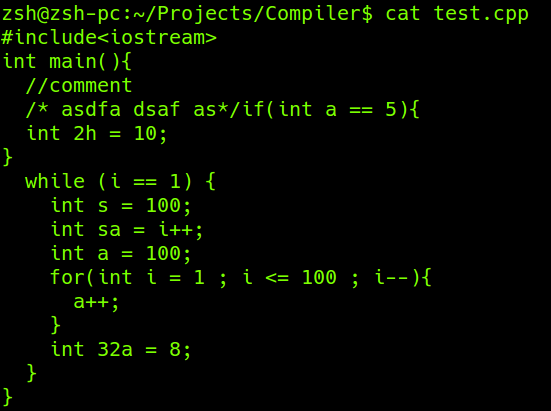 zsh@zsh-pc:~/Projects/Compiler$ cat test.cpp
#include<iostream>
int main(){
  //comment
  /* asdfa dsaf as*/if(int a == 5){
  int 2h = 10;
}
  while (i == 1) {
    int s = 100;
    int sa = i++;
    int a = 100;
    for(int i = 1 ; i <= 100 ; i--){
      a++;
    }
    int 32a = 8;
  }
}